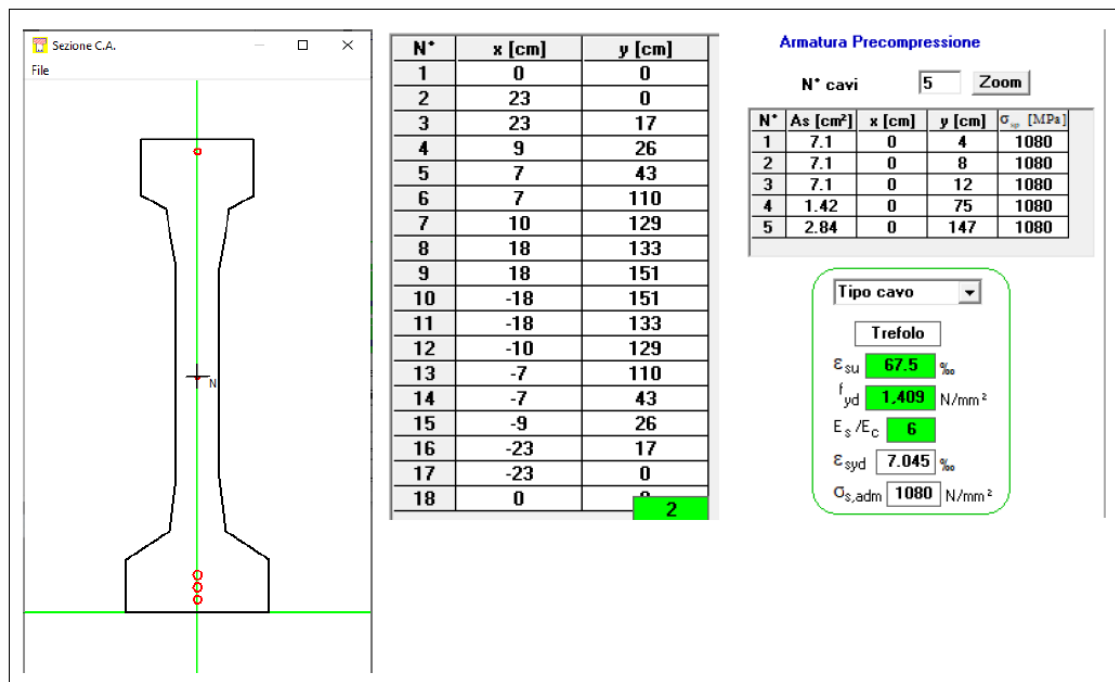 Sezione C.A.
File
N
N° x [cm] y [cm]
1 0 0
2 23 0
3 23 17
4 9 26
5 7 43
6 7 110
7 10 129
8 18 133
9 18 151
10 -18 151
11 -18 133
12 -10 129
13 -7 110
14 -7 43
15 -9 26
16 -23 17
17 -23 0
18 0
2
Armatura Precompressione
N° cavi 5 Zoom
N° As [cm²] x [cm] y [cm] σsp [MPa]
1 7.1 0 4 1080
2 7.1 0 8 1080
3 7.1 0 12 1080
4 1.42 0 75 1080
5 2.84 0 147 1080
Tipo cavo
Trefolo
εsu 67.5 ‰
fyd 1,409 N/mm²
Es /Ec 6
εsyd 7.045 ‰
σs,adm 1080 N/mm²